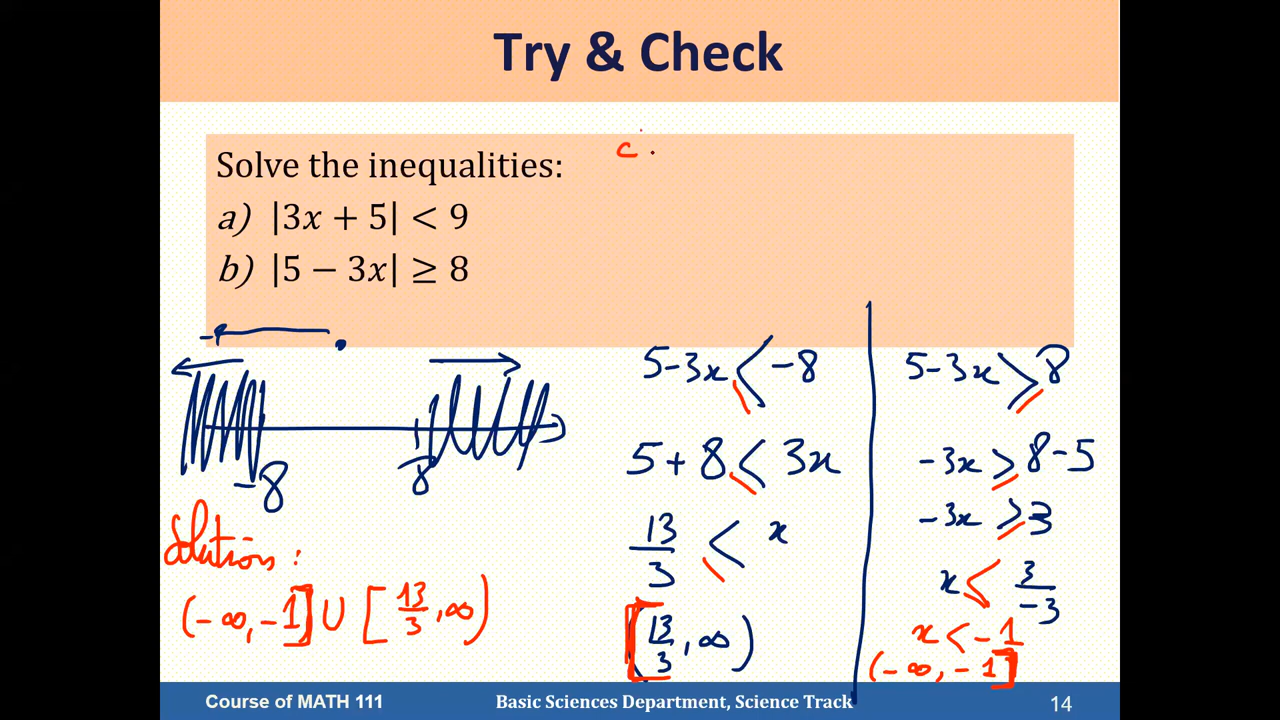 Try & Check
Solve the inequalities:
c
a) |3x + 5| < 9
b) |5 − 3x| ≥ 8
-8
8
Solution:
(-∞, -1] ∪ [13/3, ∞)
5-3x ≤ -8
5+8 ≤ 3x
13/3 ≤ x
[13/3, ∞)
5-3x ≥ 8
-3x ≥ 8-5
-3x ≥ 3
x ≤ 3/-3
x < -1
(-∞, -1]
Course of MATH 111
Basic Sciences Department, Science Track
14